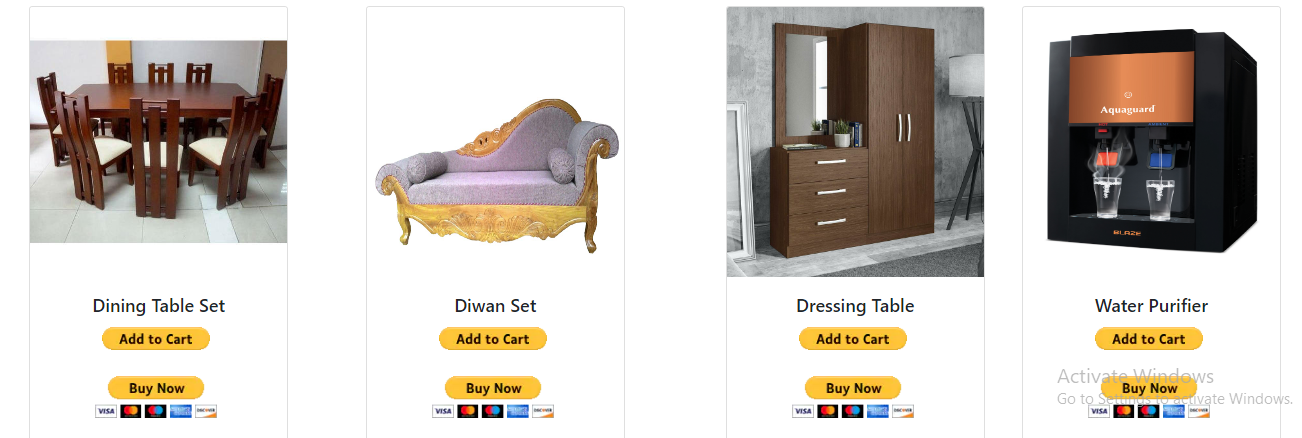 Aquaguard
BLAZE
Dining Table Set
Diwan Set
Dressing Table
Water Purifier
Add to Cart
Add to Cart
Add to Cart
Add to Cart
Buy Now
Buy Now
Buy Now
Buy Now
VISA
DISCOVER
VISA
DISCOVER
VISA
DISCOVER
VISA
DISCOVER
Activate Windows
Go to Settings to activate Windows.